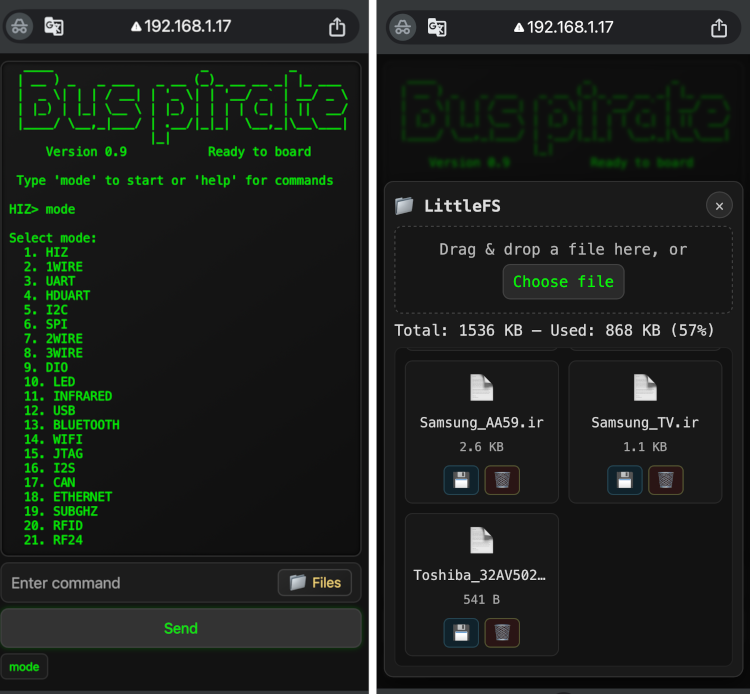 192.168.1.17
Bus pirate
Version 0.9 Ready to board
Type 'mode' to start or 'help' for commands
HIZ> mode
Select mode:
1. HIZ
2. 1WIRE
3. UART
4. HDUART
5. I2C
6. SPI
7. 2WIRE
8. 3WIRE
9. DIO
10. LED
11. INFRARED
12. USB
13. BLUETOOTH
14. WIFI
15. JTAG
16. I2S
17. CAN
18. ETHERNET
19. SUBGHZ
20. RFID
21. RF24
Enter command
Files
Send
mode
192.168.1.17
Bus pirate
Version 0.9 Ready to board
LittleFS
×
Drag & drop a file here, or
Choose file
Total: 1536 KB — Used: 868 KB (57%)
Samsung_AA59.ir
2.6 KB
Samsung_TV.ir
1.1 KB
Toshiba_32AV502…
541 B